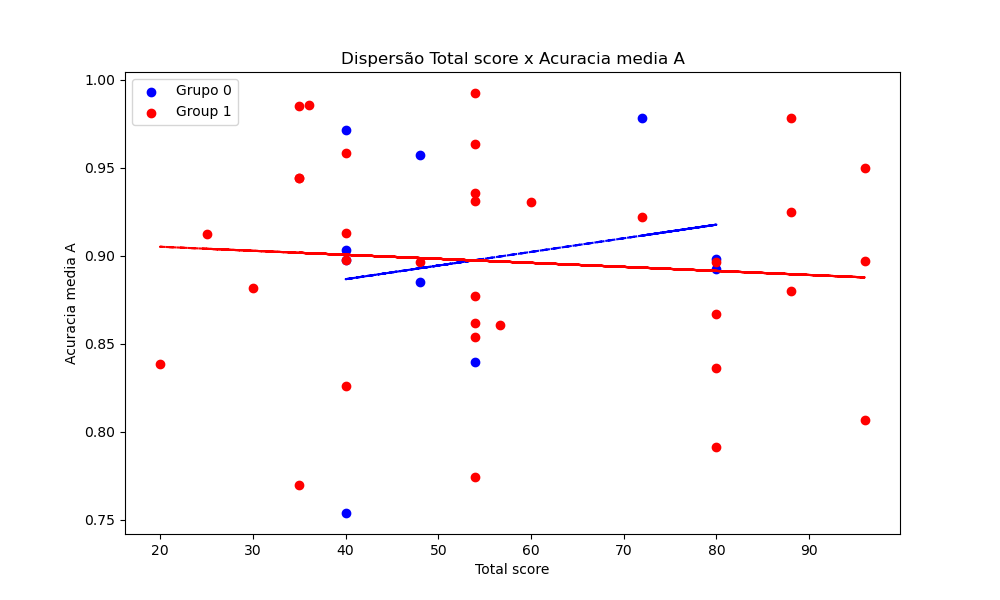 Dispersão Total score x Acuracia media A
Grupo 0
Group 1
1.00
0.95
0.90
0.85
0.80
0.75
Acuracia media A
20 30 40 50 60 70 80 90
Total score